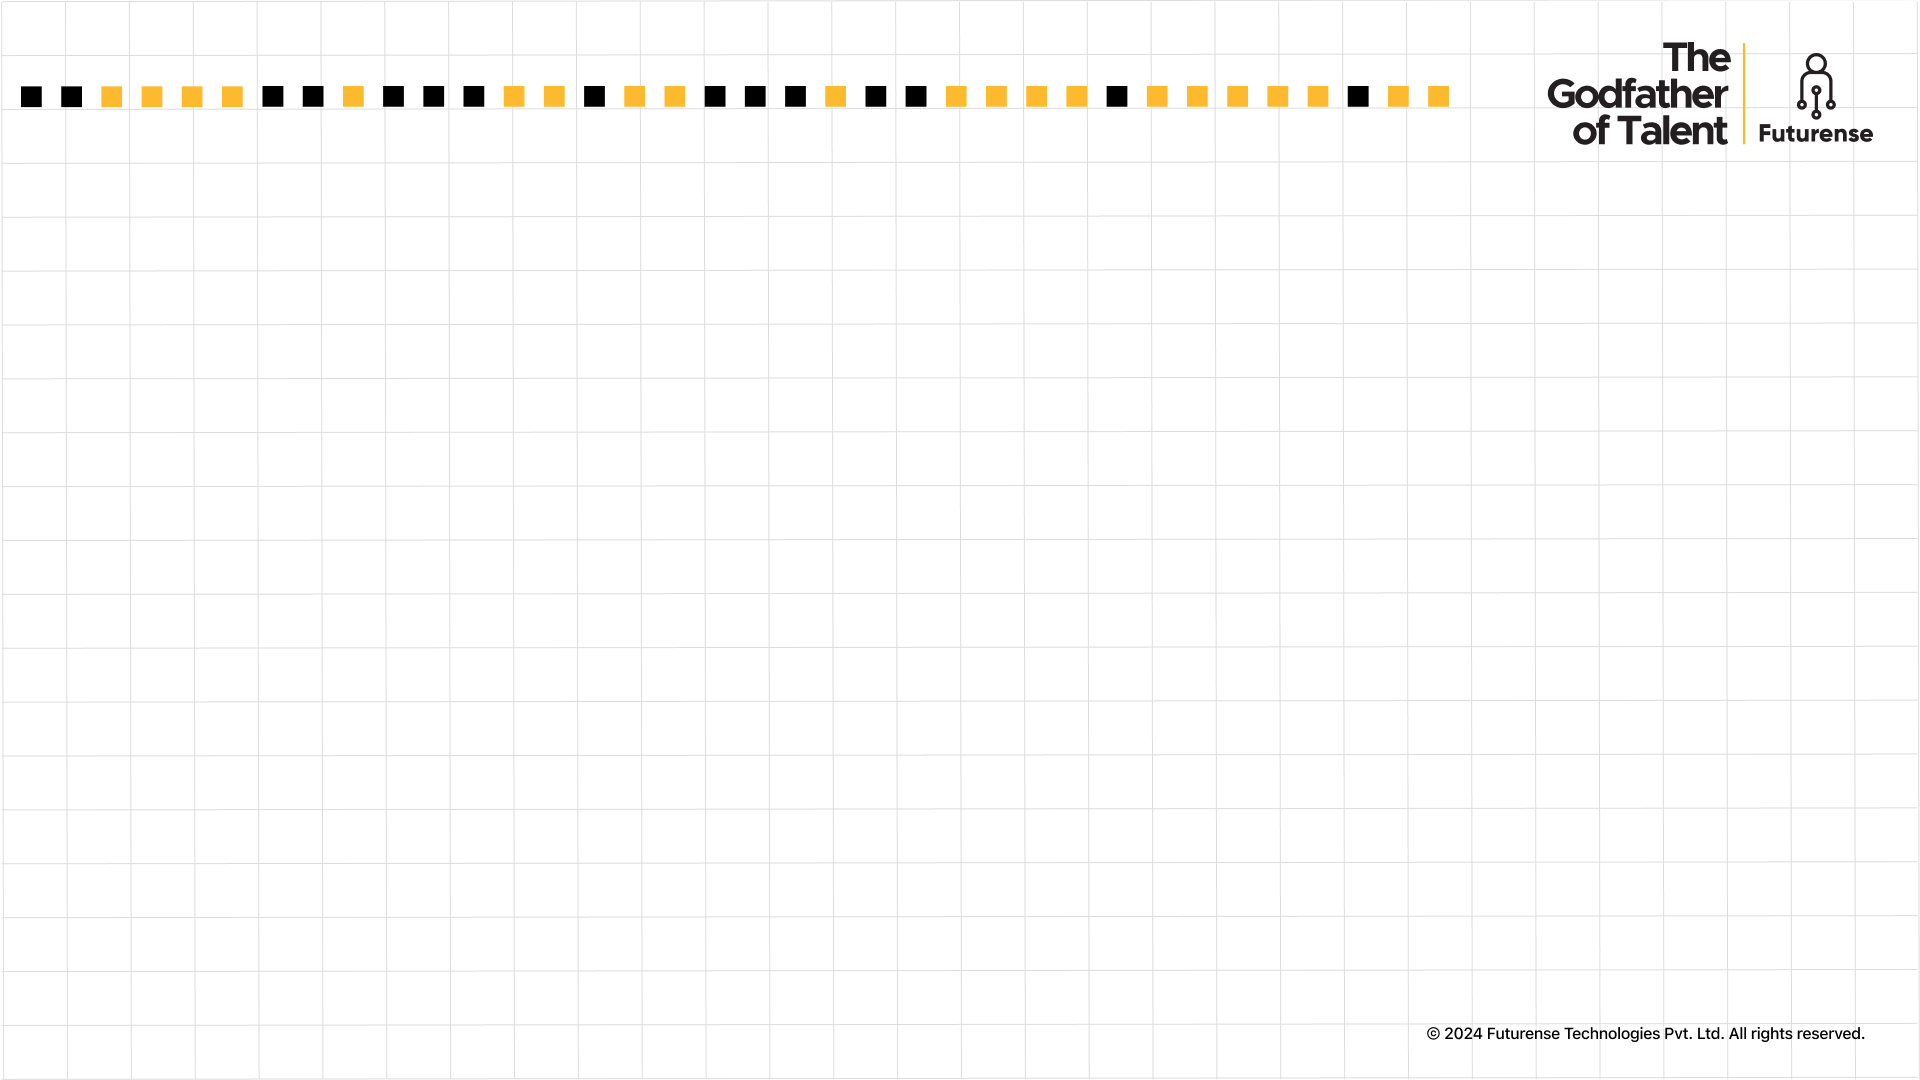 The
Godfather
of Talent
Futurense
© 2024 Futurense Technologies Pvt. Ltd. All rights reserved.